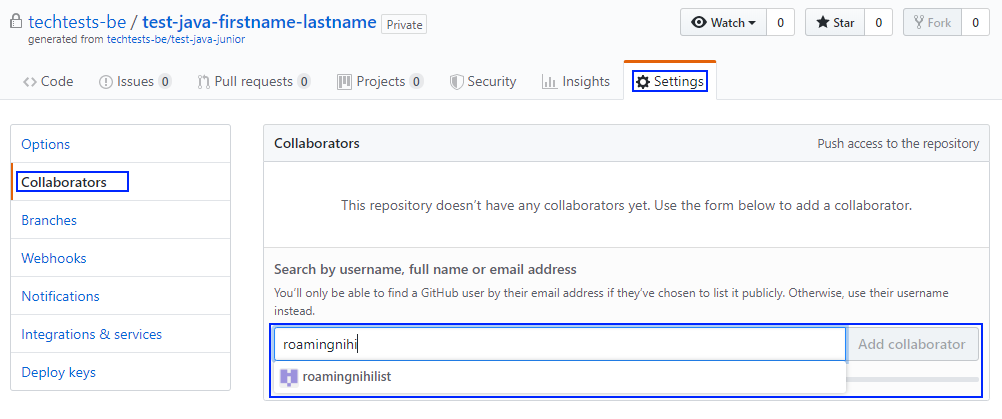 techtests-be / test-java-firstname-lastname Private
Watch 0 Star 0 Fork 0
generated from techtests-be/test-java-junior
Code Issues 0 Pull requests 0 Projects 0 Security Insights Settings
Options
Collaborators
Branches
Webhooks
Notifications
Integrations & services
Deploy keys
Collaborators Push access to the repository
This repository doesn't have any collaborators yet. Use the form below to add a collaborator.
Search by username, full name or email address
You'll only be able to find a GitHub user by their email address if they've chosen to list it publicly. Otherwise, use their username
instead.
roamingnihi Add collaborator
roamingnihilist